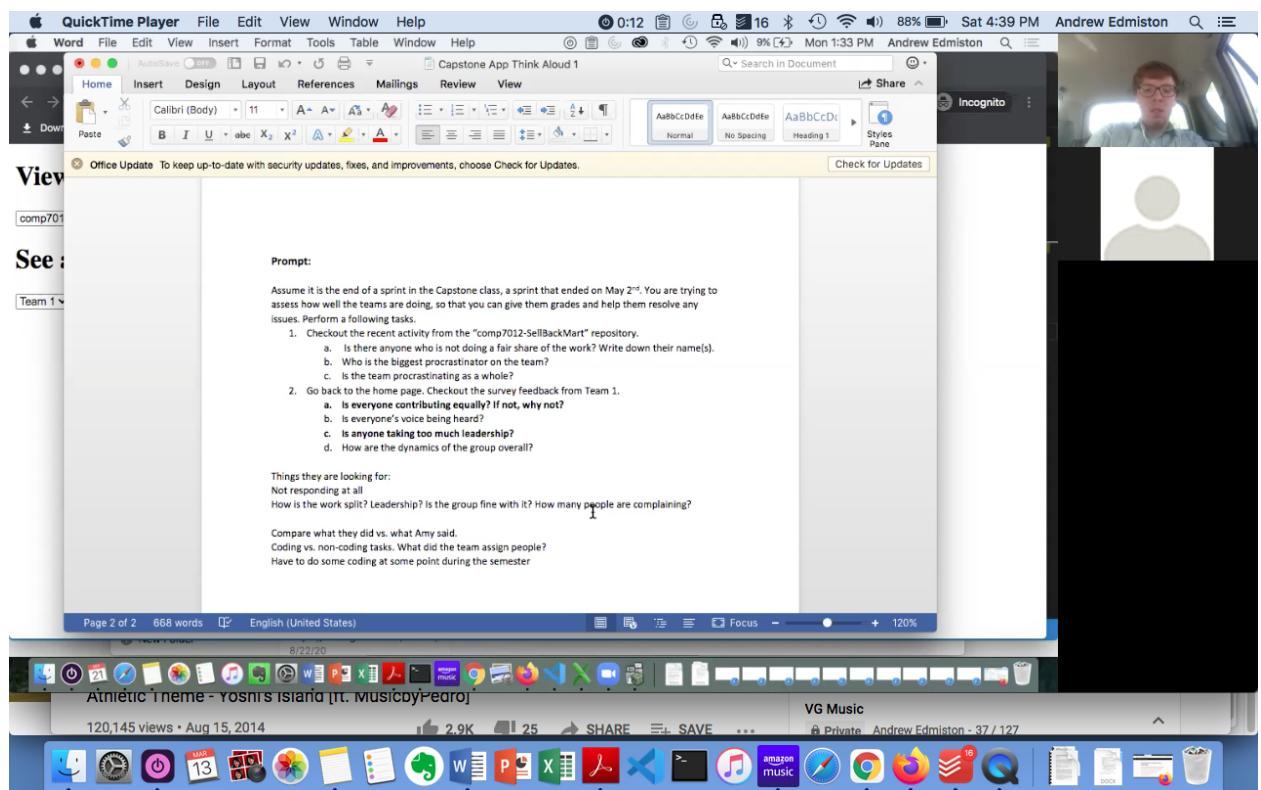 QuickTime Player File Edit View Window Help 0:12 16 88% Sat 4:39 PM Andrew Edmiston
Word File Edit View Insert Format Tools Table Window Help 9% Mon 1:33 PM Andrew Edmiston
AutoSave OFF Capstone App Think Aloud 1 Search in Document
Home Insert Design Layout References Mailings Review View Share
Incognito
Calibri (Body) 11 A A Aa
AaBbCcDdEe AaBbCcDdEe AaBbCcDc
Paste B I U abc X₂ X² A A Normal No Spacing Heading 1 Styles Pane
Office Update To keep up-to-date with security updates, fixes, and improvements, choose Check for Updates. Check for Updates
View
comp701
See
Team 1
Prompt:
Assume it is the end of a sprint in the Capstone class, a sprint that ended on May 2nd. You are trying to
assess how well the teams are doing, so that you can give them grades and help them resolve any
issues. Perform a following tasks.
1. Checkout the recent activity from the “comp7012-SellBackMart” repository.
a. Is there anyone who is not doing a fair share of the work? Write down their name(s).
b. Who is the biggest procrastinator on the team?
c. Is the team procrastinating as a whole?
2. Go back to the home page. Checkout the survey feedback from Team 1.
a. Is everyone contributing equally? If not, why not?
b. Is everyone’s voice being heard?
c. Is anyone taking too much leadership?
d. How are the dynamics of the group overall?
Things they are looking for:
Not responding at all
How is the work split? Leadership? Is the group fine with it? How many people are complaining?
Compare what they did vs. what Amy said.
Coding vs. non-coding tasks. What did the team assign people?
Have to do some coding at some point during the semester
Page 2 of 2 668 words English (United States) Focus 120%
8/22/20
21
amazon music
Athletic Theme - Yoshi's Island [ft. MusicbyPedro]
120,145 views • Aug 15, 2014 2.9K 25 SHARE SAVE
VG Music
Private Andrew Edmiston - 37 / 127
MAR 13
amazon music
16
DOCX